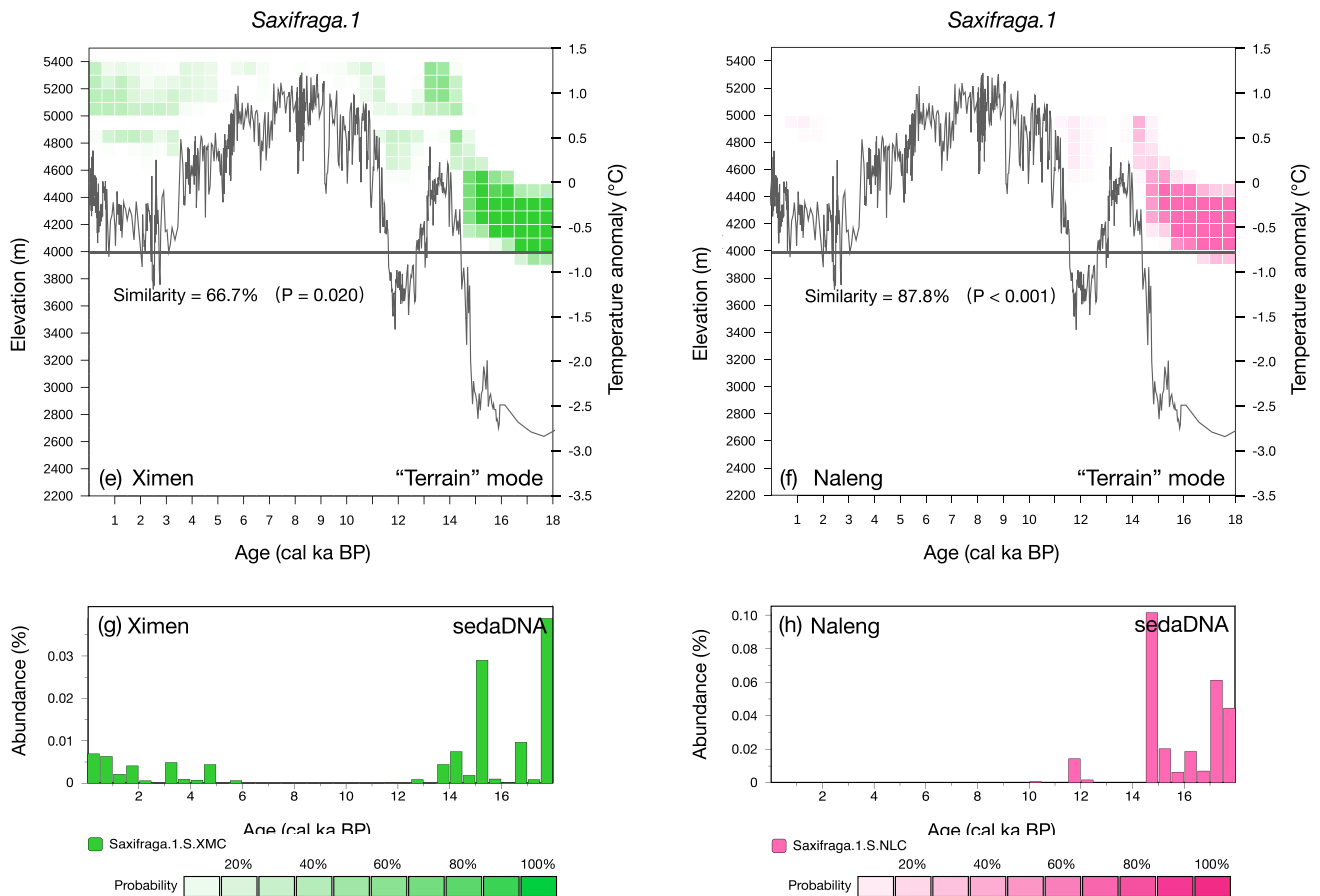 Saxifraga.1
Saxifraga.1
5400
5200
5000
4800
4600
4400
4200
4000
3800
3600
3400
3200
3000
2800
2600
2400
2200
Elevation (m)
1.5
1.0
0.5
0
-0.5
-1.0
-1.5
-2.0
-2.5
-3.0
-3.5
Temperature anomaly (°C)
Similarity = 66.7% (P = 0.020)
(e) Ximen
“Terrain” mode
1 2 3 4 5 6 7 8 9 10 12 14 16 18
Age (cal ka BP)
5400
5200
5000
4800
4600
4400
4200
4000
3800
3600
3400
3200
3000
2800
2600
2400
2200
Elevation (m)
1.5
1.0
0.5
0
-0.5
-1.0
-1.5
-2.0
-2.5
-3.0
-3.5
Temperature anomaly (°C)
Similarity = 87.8% (P < 0.001)
(f) Naleng
“Terrain” mode
1 2 3 4 5 6 7 8 9 10 12 14 16 18
Age (cal ka BP)
(g) Ximen
sedaDNA
Abundance (%)
0.03
0.02
0.01
0
2 4 6 8 10 12 14 16
Age (cal ka BP)
Saxifraga.1.S.XMC
20% 40% 60% 80% 100%
Probability
(h) Naleng
sedaDNA
Abundance (%)
0.10
0.08
0.06
0.04
0.02
0
2 4 6 8 10 12 14 16
Age (cal ka BP)
Saxifraga.1.S.NLC
20% 40% 60% 80% 100%
Probability